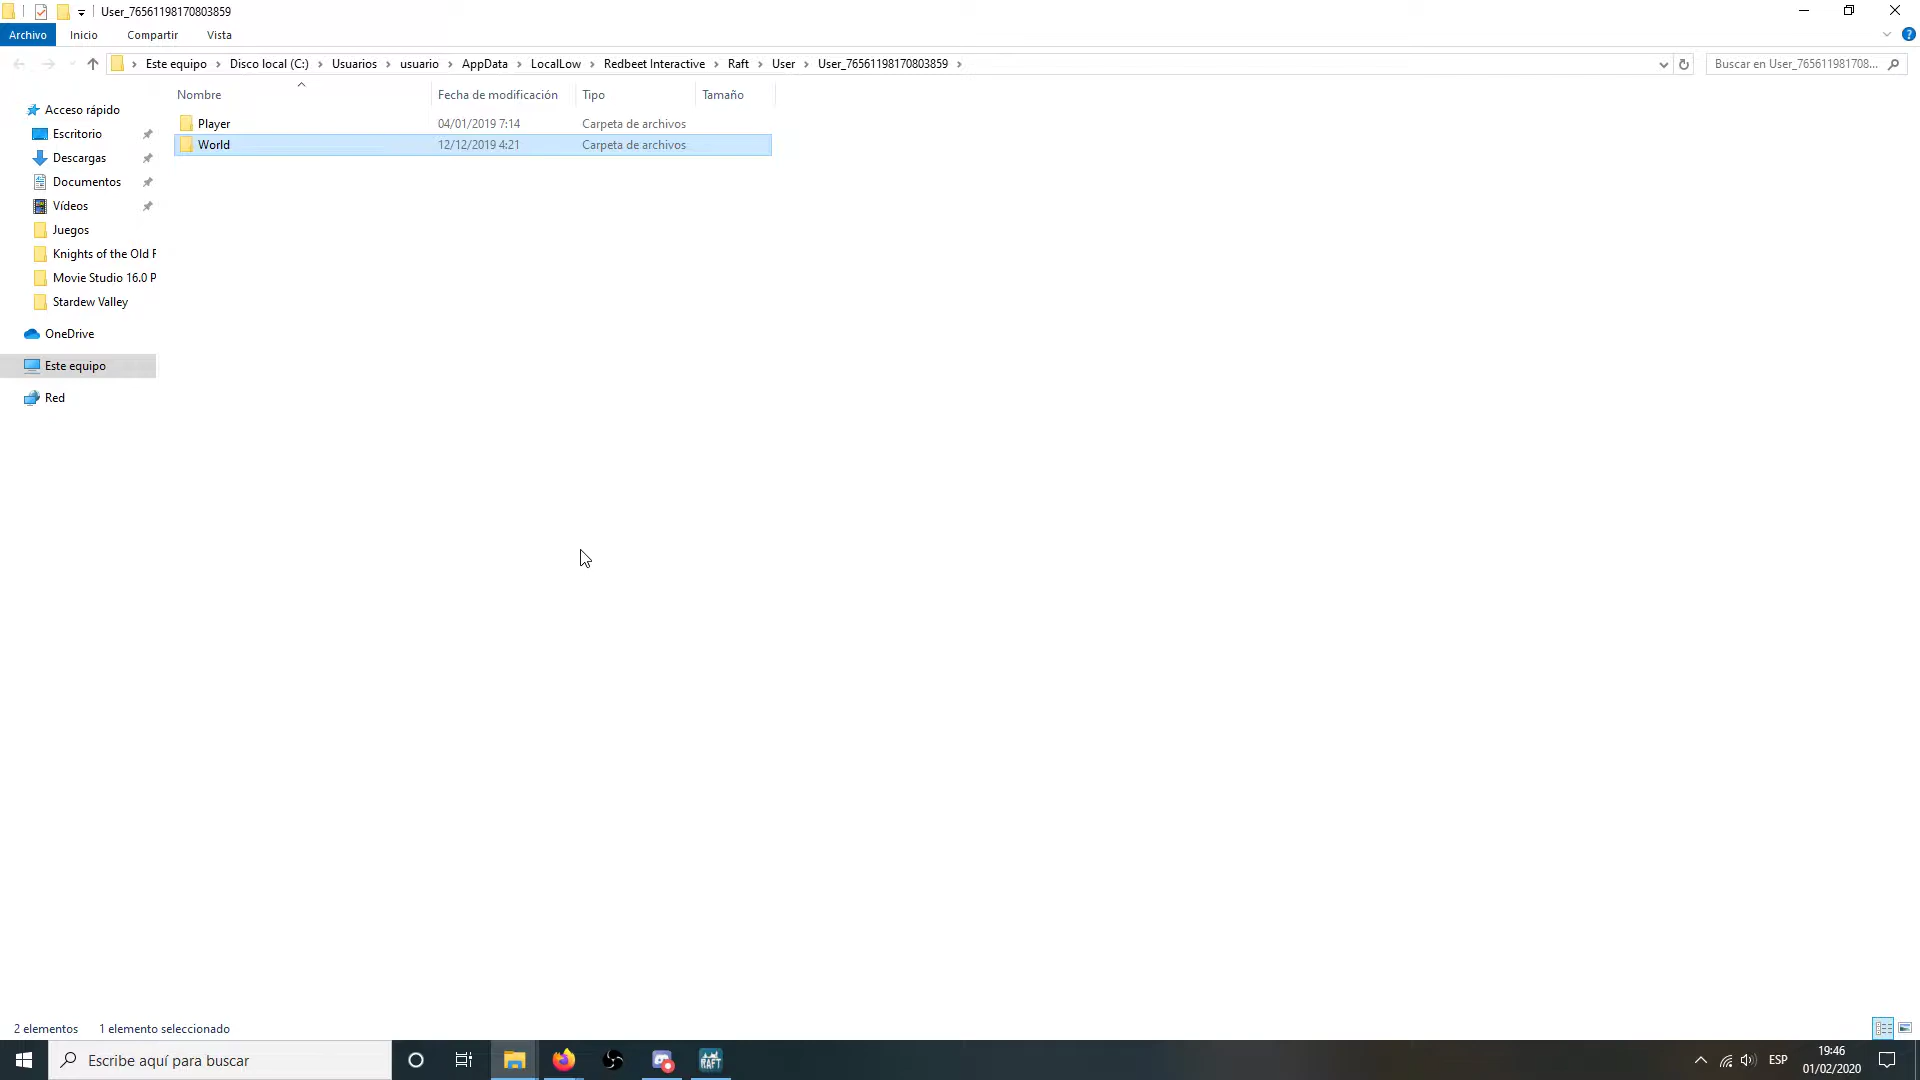 User_76561198170803859
Archivo Inicio Compartir Vista
Este equipo Disco local (C:) Usuarios usuario AppData LocalLow Redbeet Interactive Raft User User_76561198170803859
Buscar en User_765611981708...
Nombre Fecha de modificación Tipo Tamaño
Player 04/01/2019 7:14 Carpeta de archivos
World 12/12/2019 4:21 Carpeta de archivos
Acceso rápido
Escritorio
Descargas
Documentos
Vídeos
Juegos
Knights of the Old
Movie Studio 16.0 P
Stardew Valley
OneDrive
Este equipo
Red
2 elementos 1 elemento seleccionado
Escribe aquí para buscar
RAFT
ESP
19:46
01/02/2020